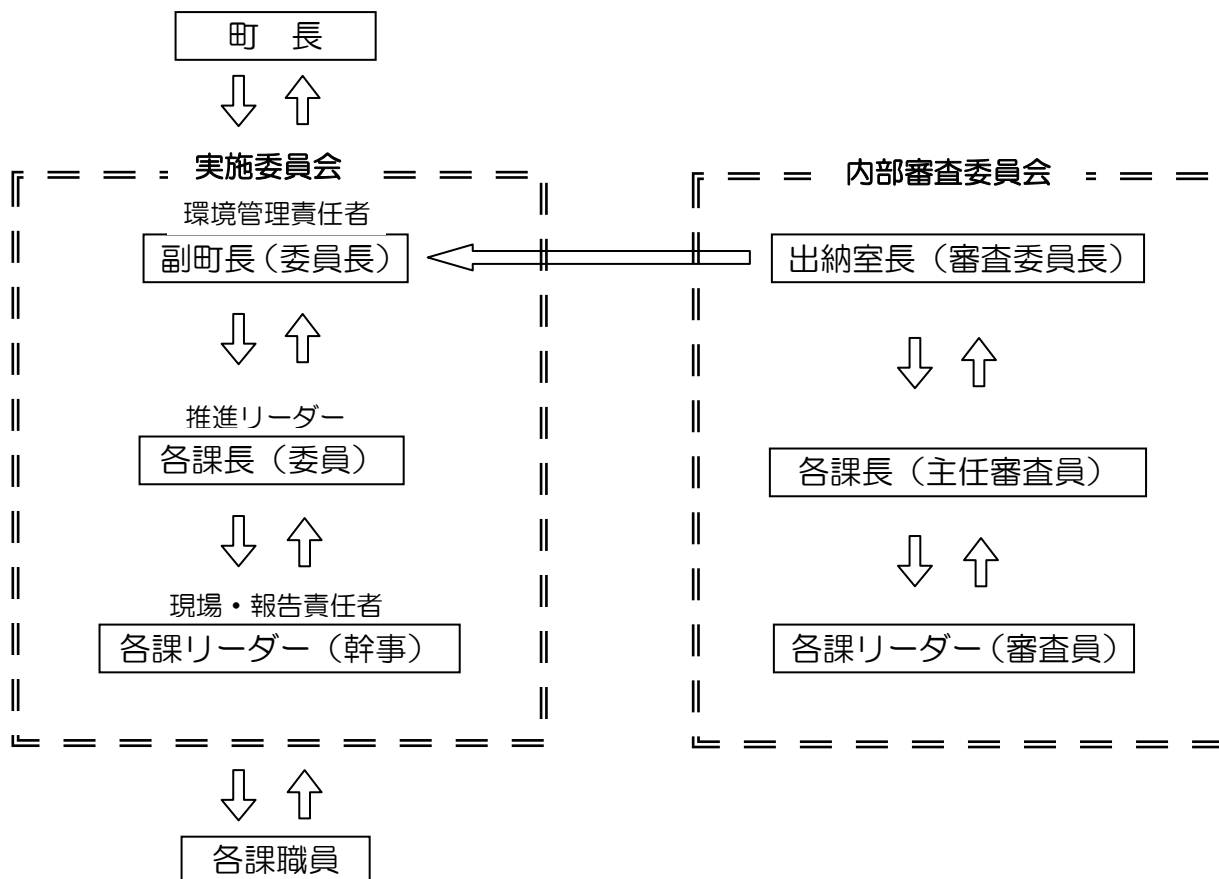 町　長
実施委員会
環境管理責任者
副町長（委員長）
推進リーダー
各課長（委員）
現場・報告責任者
各課リーダー（幹事）
各課職員
内部審査委員会
出納室長（審査委員長）
各課長（主任審査員）
各課リーダー（審査員）